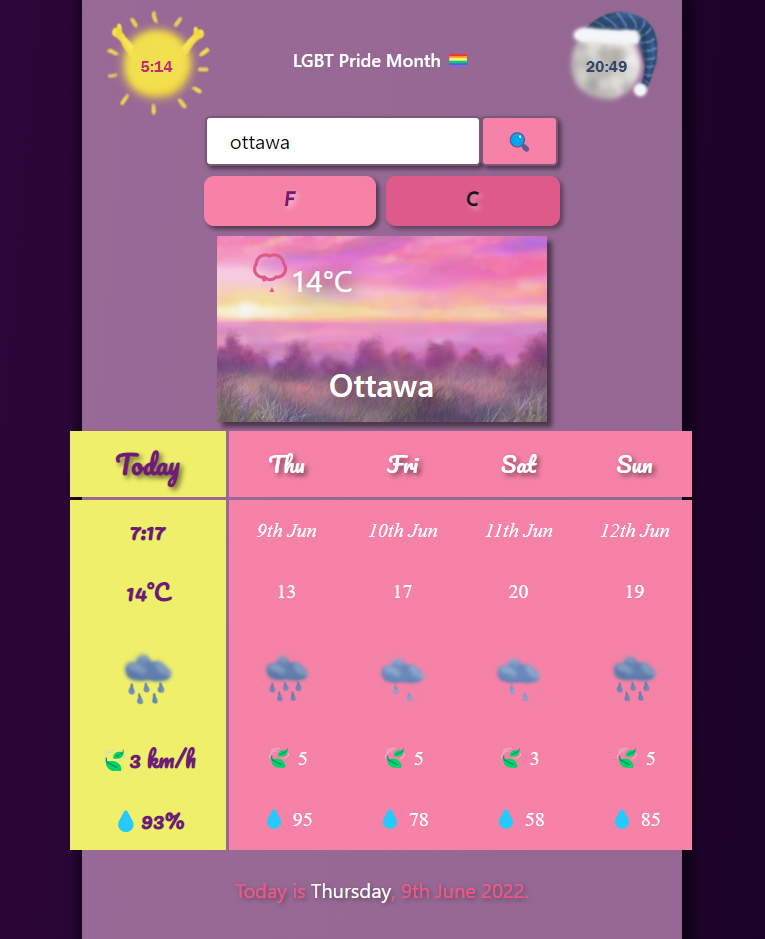 5:14
LGBT Pride Month 🏳️‍🌈
20:49
ottawa
F C
14°C
Ottawa
Today Thu Fri Sat Sun
7:17 9th Jun 10th Jun 11th Jun 12th Jun
14°C 13 17 20 19
3 km/h 5 5 3 5
93% 95 78 58 85
Today is Thursday, 9th June 2022.